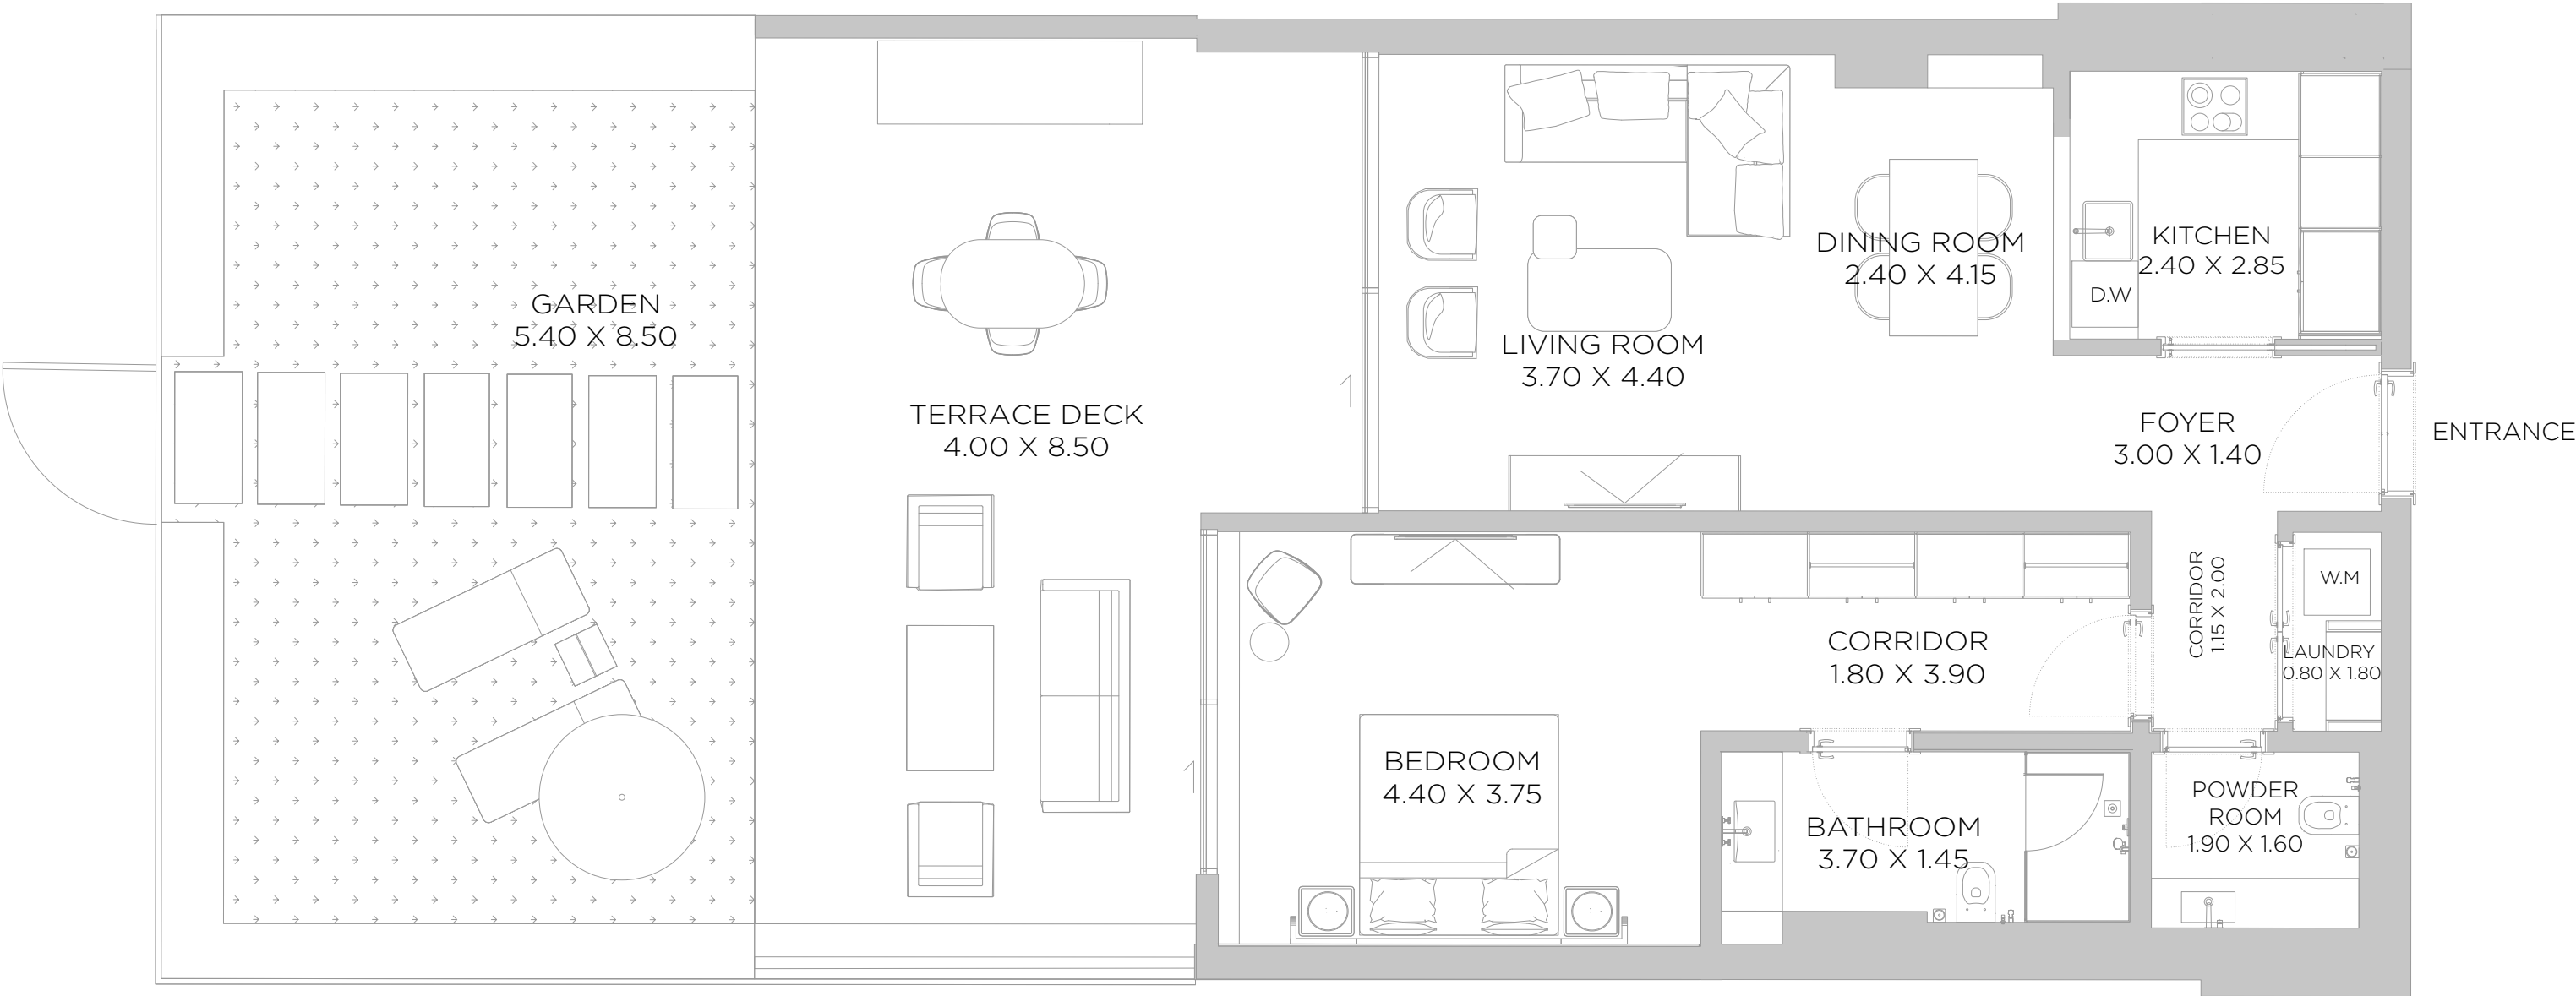 GARDEN
5.40 X 8.50
TERRACE DECK
4.00 X 8.50
LIVING ROOM
3.70 X 4.40
DINING ROOM
2.40 X 4.15
KITCHEN
2.40 X 2.85
D.W
FOYER
3.00 X 1.40
ENTRANCE
CORRIDOR
1.15 X 2.00
W.M
LAUNDRY
0.80 X 1.80
CORRIDOR
1.80 X 3.90
BEDROOM
4.40 X 3.75
BATHROOM
3.70 X 1.45
POWDER
ROOM
1.90 X 1.60